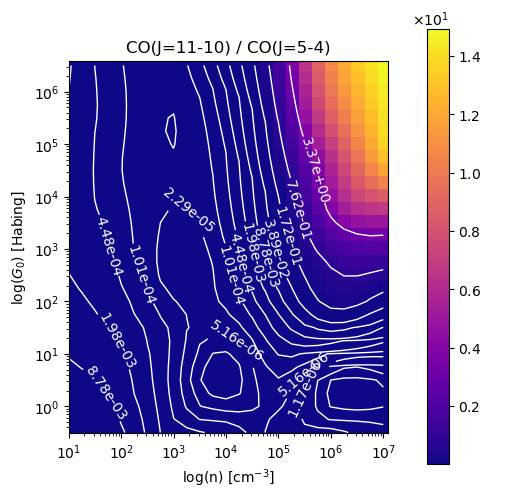 ×10¹
CO(J=11-10) / CO(J=5-4)
log(G₀) [Habing]
10⁶
10⁵
10⁴
10³
10²
10¹
10⁰
3.37e+00
7.62e-01
1.72e-01
3.89e-02
8.78e-03
1.98e-03
4.48e-04
1.01e-04
2.29e-05
4.48e-04
1.01e-04
1.98e-03
8.78e-03
5.16e-06
5.16e-06
1.17e-06
10¹ 10² 10³ 10⁴ 10⁵ 10⁶ 10⁷
log(n) [cm⁻³]
1.4
1.2
1.0
0.8
0.6
0.4
0.2